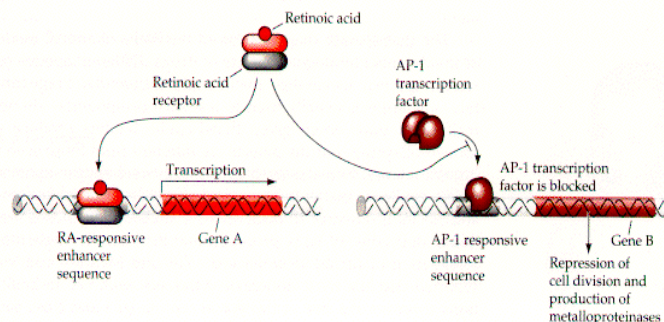 Retinoic acid
Retinoic acid
receptor
AP-1
transcription
factor
Transcription
AP-1 transcription
factor is blocked
RA-responsive
enhancer
sequence
Gene A
AP-1 responsive
enhancer
sequence
Gene B
Repression of
cell division and
production of
metalloproteinases